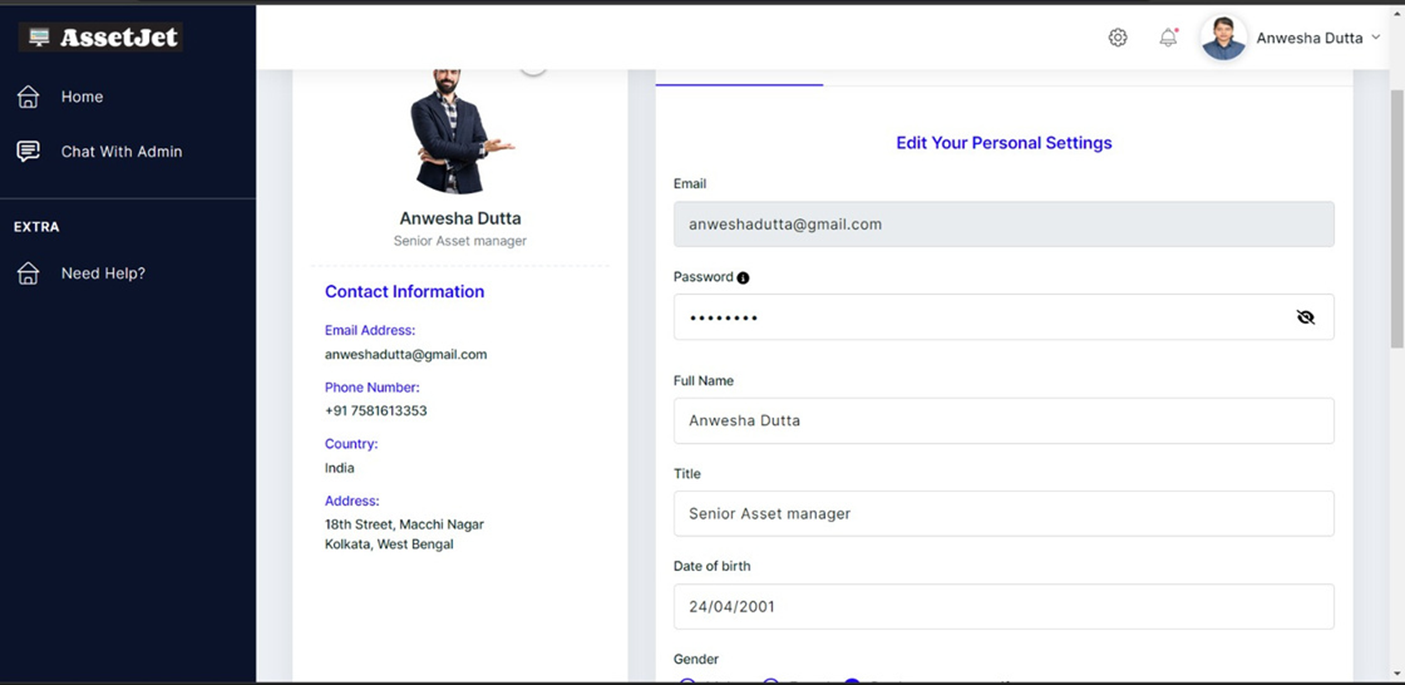 AssetJet
Anwesha Dutta
Home
Chat With Admin
EXTRA
Need Help?
Anwesha Dutta
Senior Asset manager
Contact Information
Email Address:
anweshadutta@gmail.com
Phone Number:
+91 7581613353
Country:
India
Address:
18th Street, Macchi Nagar
Kolkata, West Bengal
Edit Your Personal Settings
Email
anweshadutta@gmail.com
Password
••••••••
Full Name
Anwesha Dutta
Title
Senior Asset manager
Date of birth
24/04/2001
Gender